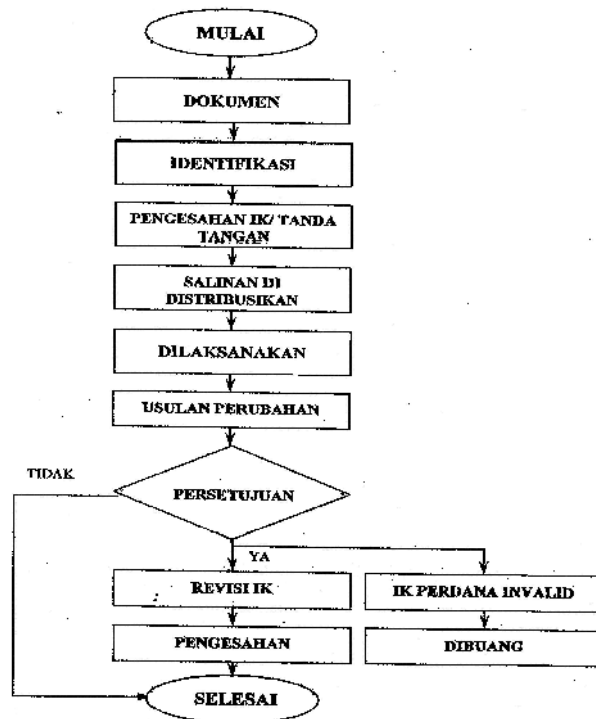 MULAI
DOKUMEN
IDENTIFIKASI
PENGESAHAN IK/ TANDA
TANGAN
SALINAN DI
DISTRIBUSIKAN
DILAKSANAKAN
USULAN PERUBAHAN
TIDAK
PERSETUJUAN
YA
REVISI IK
IK PERDANA INVALID
PENGESAHAN
DIBUANG
SELESAI